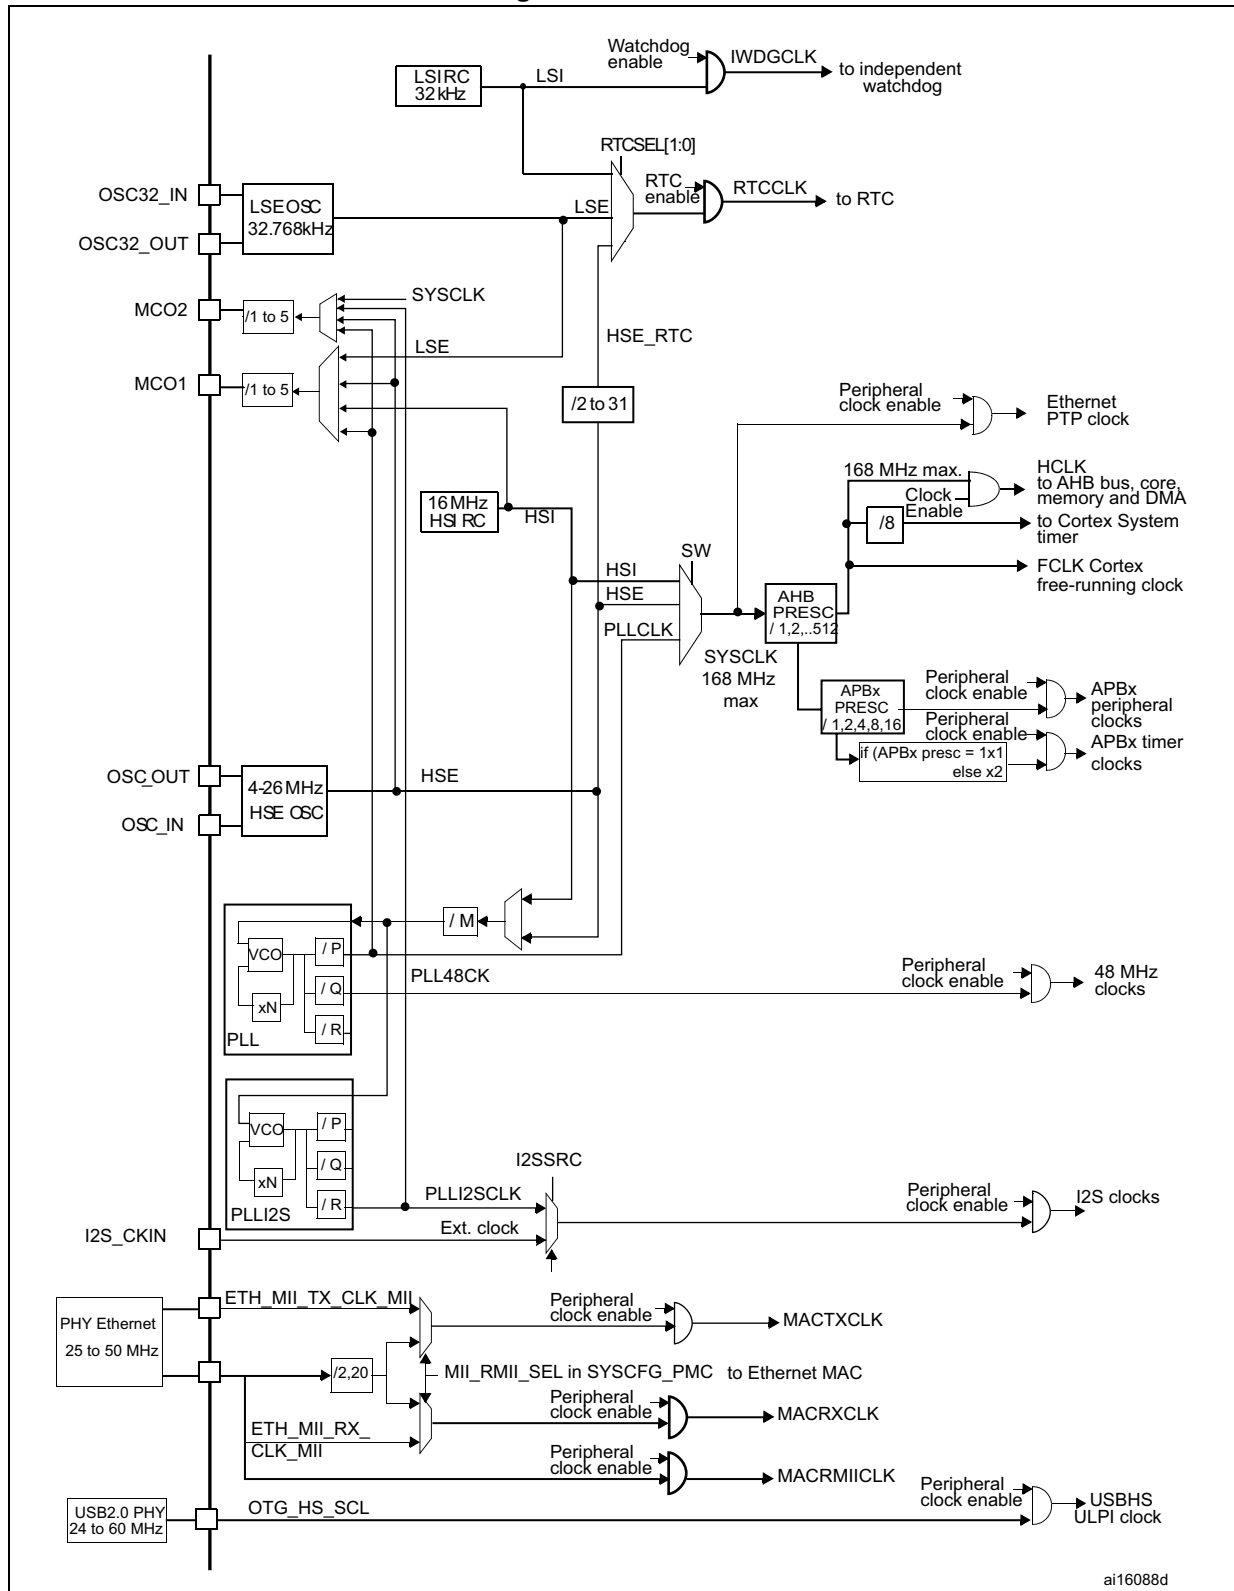 Watchdog
enable
IWDGCLK
to independent
watchdog
LSI RC
32 kHz
LSI
RTCSEL[1:0]
OSC32_IN
OSC32_OUT
LSE OSC
32.768 kHz
LSE
RTC
enable
RTCCLK
to RTC
SYSCLK
MCO2
/1 to 5
LSE
HSE_RTC
MCO1
/1 to 5
/2 to 31
Peripheral
clock enable
Ethernet
PTP clock
168 MHz max.
HCLK
to AHB bus, core,
memory and DMA
Clock
Enable
/8
to Cortex System
timer
FCLK Cortex
free-running clock
16 MHz
HSI RC
HSI
SW
HSI
HSE
PLLCLK
SYSCLK
168 MHz
max
AHB
PRESC
/ 1,2,..512
APBx
PRESC
/ 1,2,4,8,16
Peripheral
clock enable
APBx
peripheral
clocks
Peripheral
clock enable
if (APBx presc = 1x1
else x2
APBx timer
clocks
OSC_OUT
OSC_IN
4-26 MHz
HSE OSC
HSE
/ M
VCO
xN
/ P
/ Q
/ R
PLL
PLL48CK
Peripheral
clock enable
48 MHz
clocks
VCO
xN
/ P
/ Q
/ R
PLLI2S
I2SSRC
PLLI2SCLK
Ext. clock
I2S_CKIN
Peripheral
clock enable
I2S clocks
PHY Ethernet
25 to 50 MHz
ETH_MII_TX_CLK_MII
Peripheral
clock enable
MACTXCLK
/2,20
MII_RMII_SEL in SYSCFG_PMC
to Ethernet MAC
ETH_MII_RX_
CLK_MII
Peripheral
clock enable
MACRXCLK
Peripheral
clock enable
MACRMIICLK
USB2.0 PHY
24 to 60 MHz
OTG_HS_SCL
Peripheral
clock enable
USBHS
ULPI clock
ai16088d